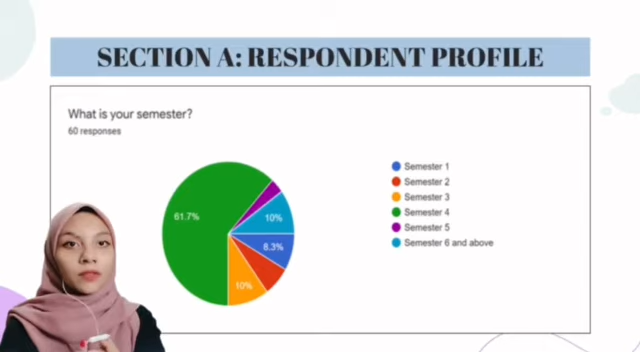 SECTION A: RESPONDENT PROFILE
What is your semester?
60 responses
Semester 1
Semester 2
Semester 3
Semester 4
Semester 5
Semester 6 and above
61.7%
10%
8.3%
10%